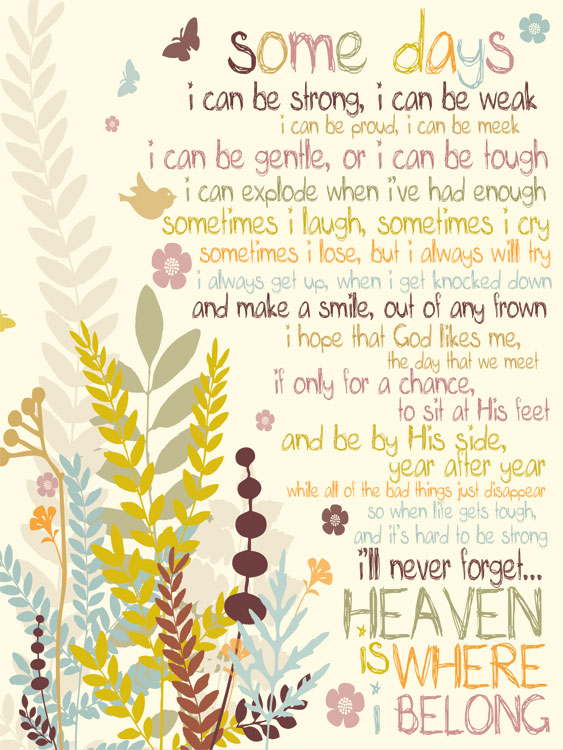 some days
i can be strong, i can be weak
i can be proud, i can be meek
i can be gentle, or i can be tough
i can explode when i've had enough
sometimes i laugh, sometimes i cry
sometimes i lose, but i always will try
i always get up, when i get knocked down
and make a smile, out of any frown
i hope that God likes me,
the day that we meet
if only for a chance,
to sit at His feet
and be by His side,
year after year
while all of the bad things just disappear
so when life gets tough,
and it's hard to be strong
i'll never forget...
HEAVEN
is WHERE
i BELONG